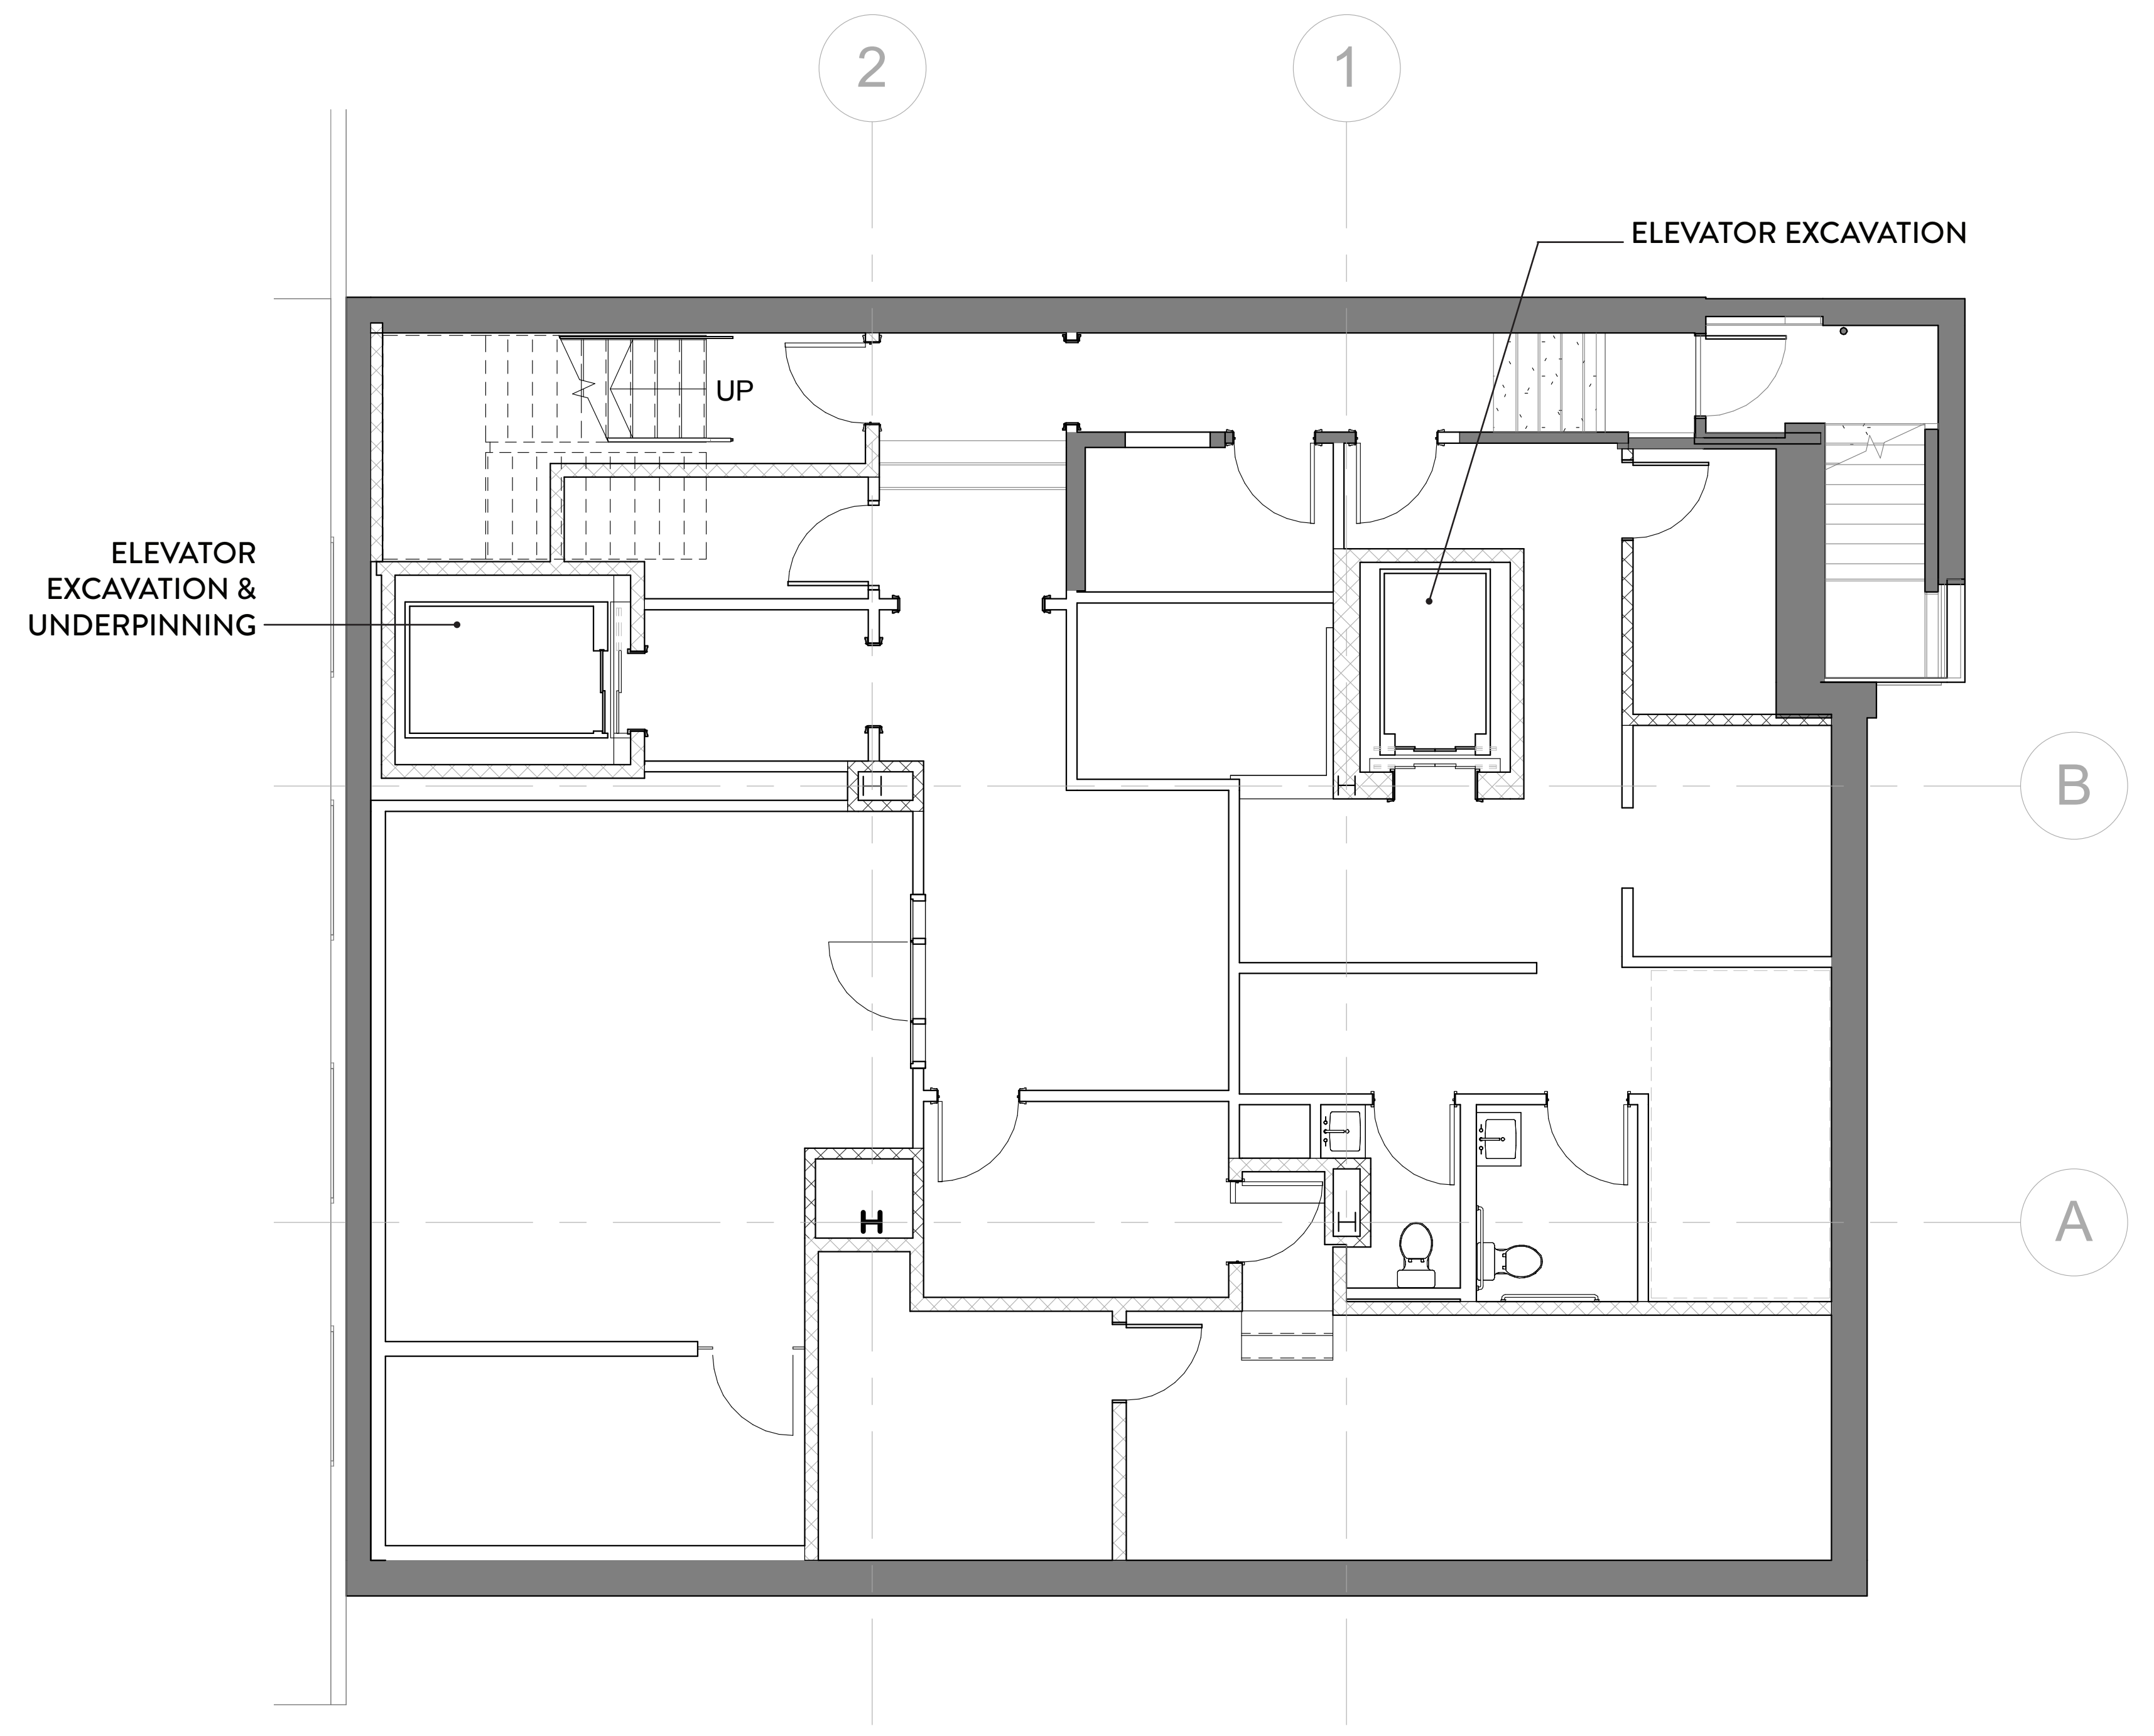 2
1
ELEVATOR EXCAVATION
UP
ELEVATOR
EXCAVATION &
UNDERPINNING
B
A